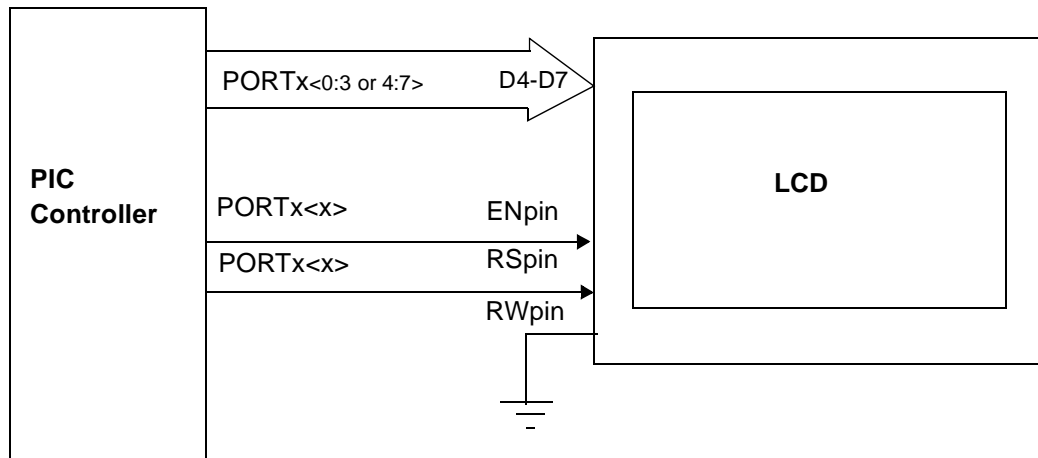 PORTx<0:3 or 4:7> D4-D7
PIC
Controller
LCD
PORTx<x> ENpin
PORTx<x> RSpin
RWpin